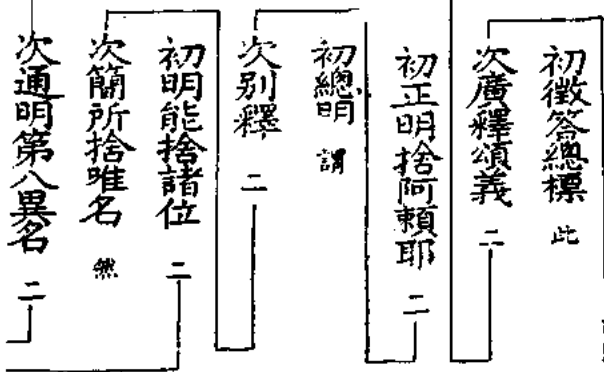 初徵答總標 此
次廣釋頌義 二
初正明捨阿賴耶 二
初總明 謂
次別釋 二
初明能捨諸位 二
次簡所捨唯名 然
次通明第八異名 二